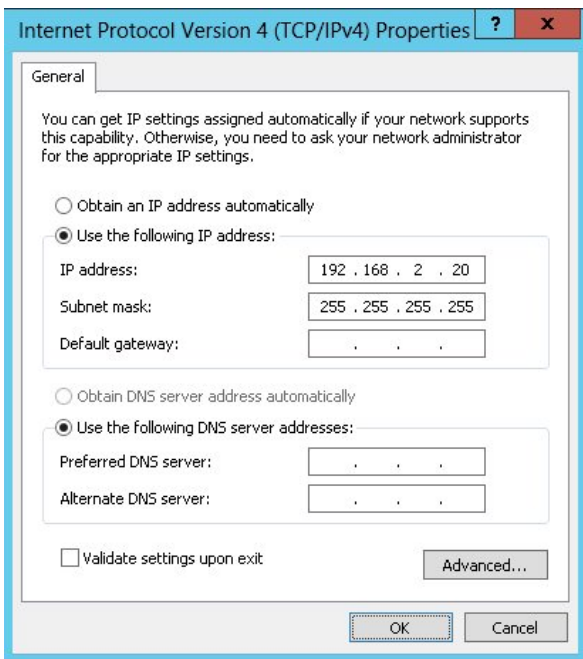 Internet Protocol Version 4 (TCP/IPv4) Properties ? x
General
You can get IP settings assigned automatically if your network supports
this capability. Otherwise, you need to ask your network administrator
for the appropriate IP settings.
Obtain an IP address automatically
Use the following IP address:
IP address: 192 . 168 . 2 . 20
Subnet mask: 255 . 255 . 255 . 255
Default gateway: . . .
Obtain DNS server address automatically
Use the following DNS server addresses:
Preferred DNS server: . . .
Alternate DNS server: . . .
Validate settings upon exit
Advanced...
OK Cancel